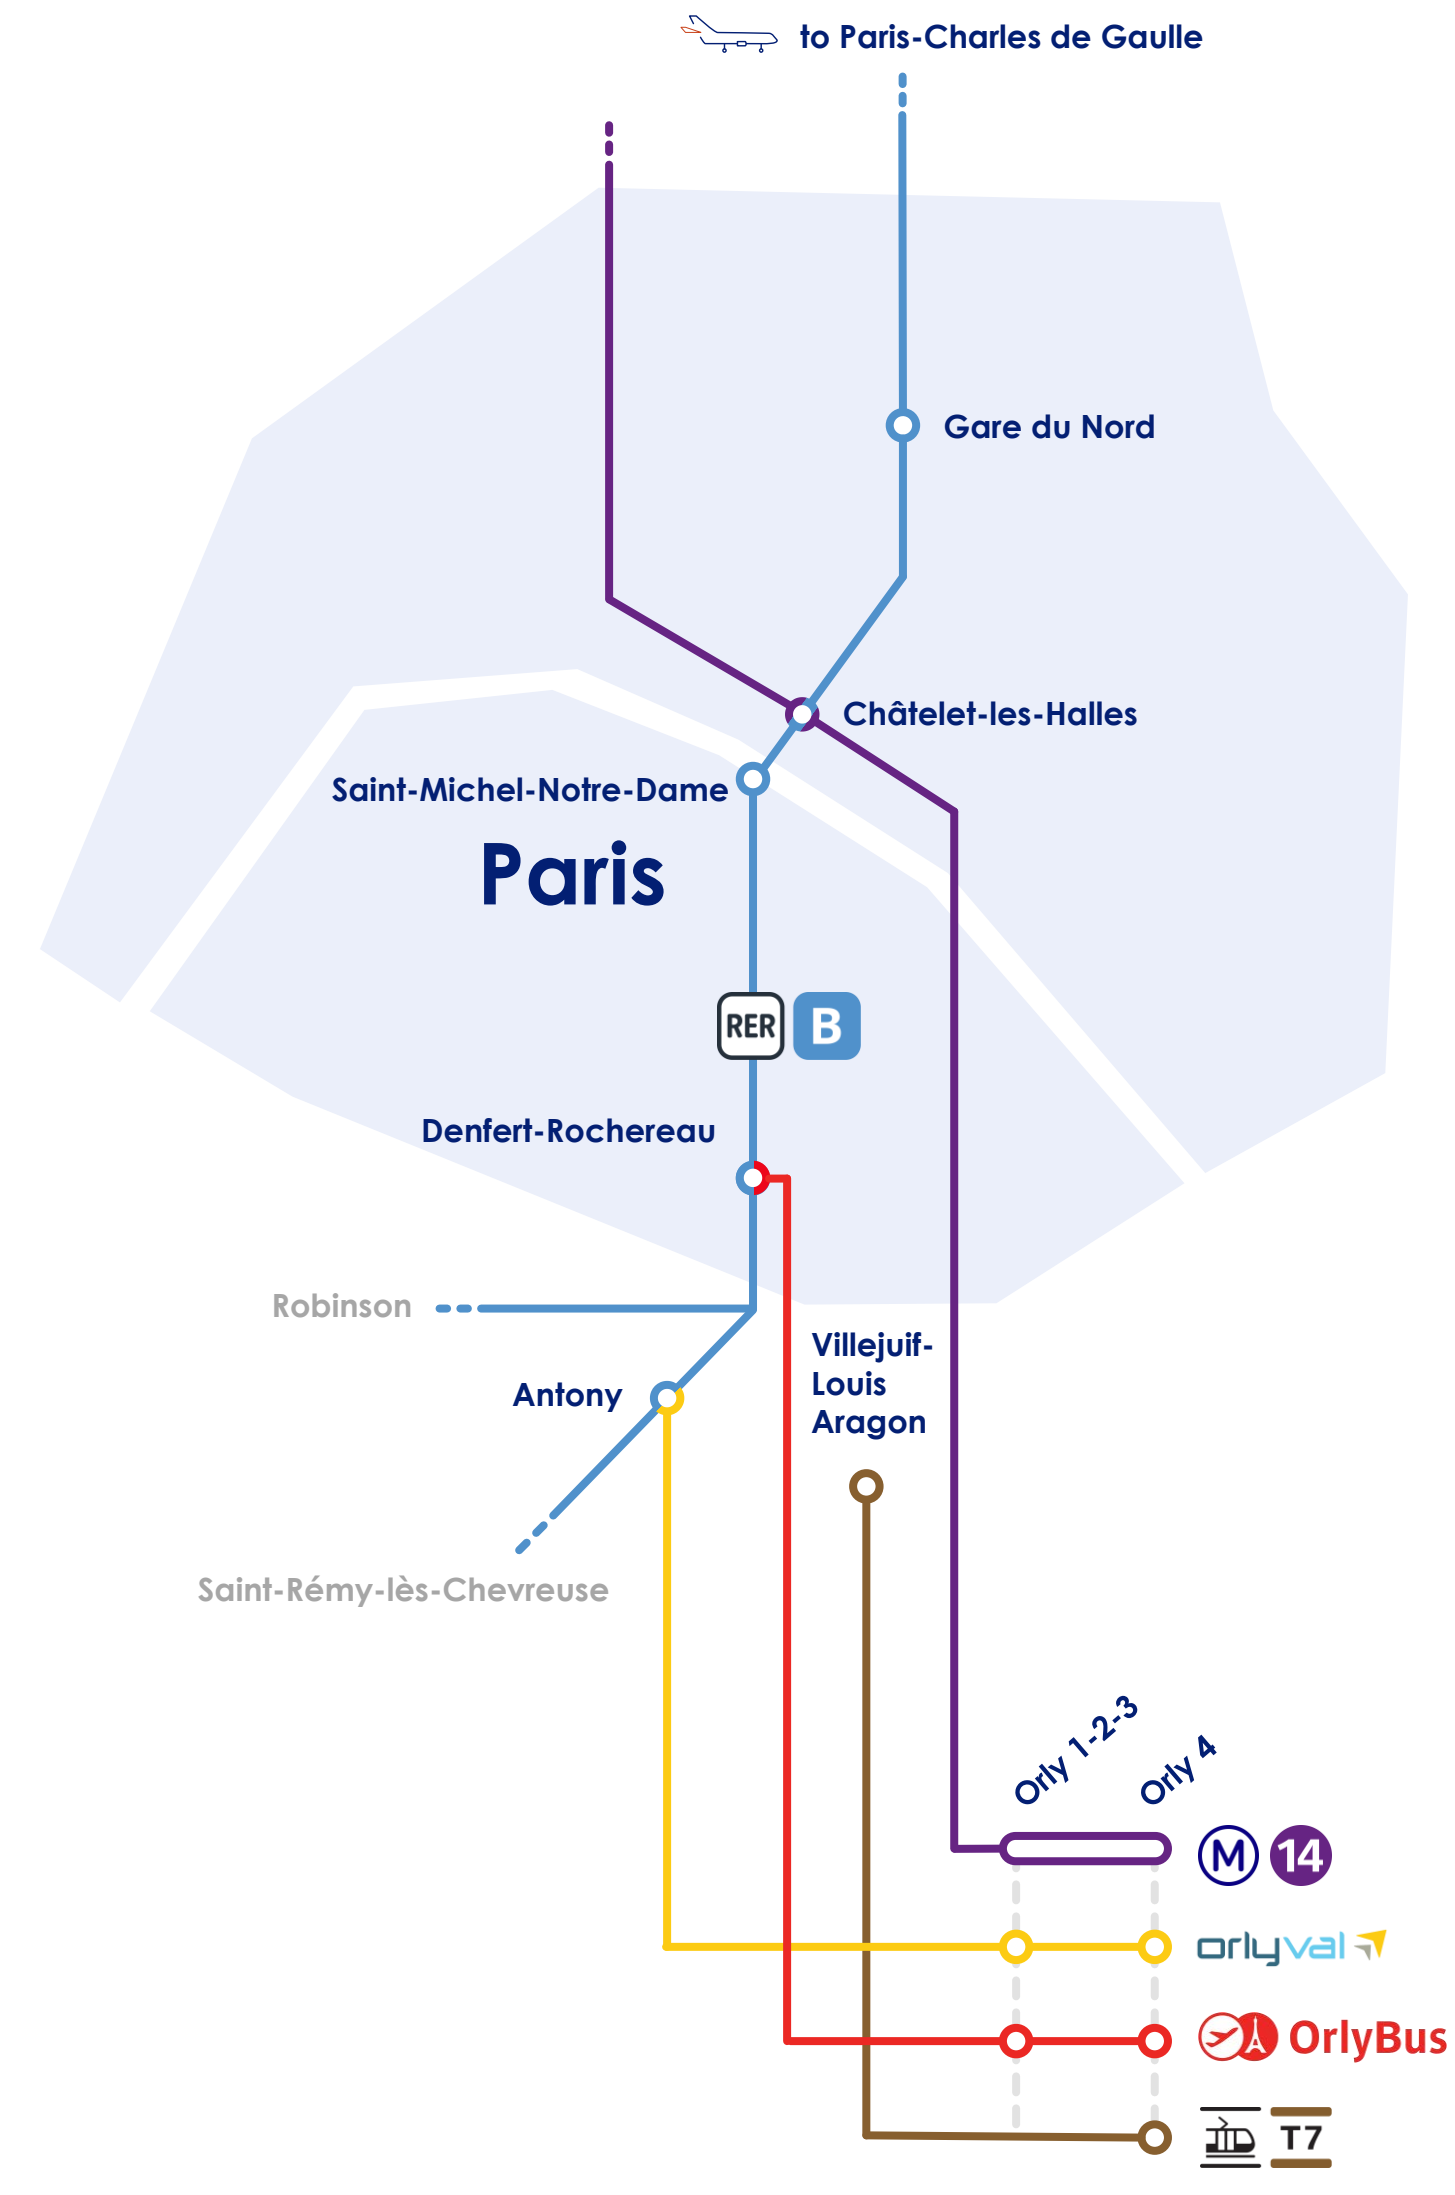 to Paris-Charles de Gaulle
Gare du Nord
Châtelet-les-Halles
Saint-Michel-Notre-Dame
Paris
RER B
Denfert-Rochereau
Robinson
Villejuif-
Louis
Aragon
Antony
Saint-Rémy-lès-Chevreuse
Orly 1-2-3
Orly 4
M 14
orlyval
OrlyBus
T7